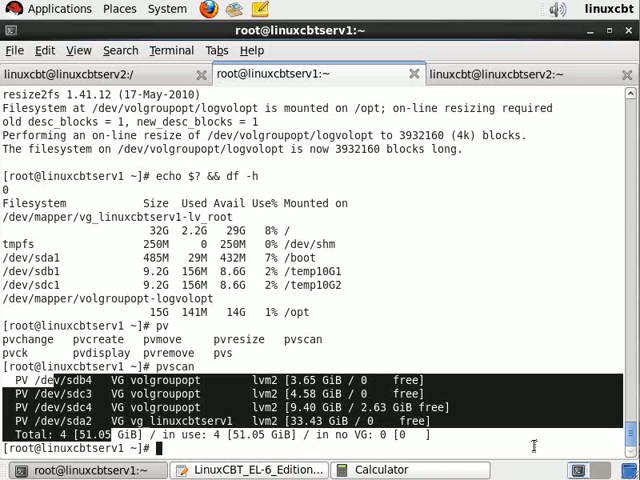 Applications Places System linuxcbt
root@linuxcbtserv1:~
File Edit View Search Terminal Tabs Help
linuxcbt@linuxcbtserv2:/ root@linuxcbtserv1:~ linuxcbt@linuxcbtserv2:~
resize2fs 1.41.12 (17-May-2010)
Filesystem at /dev/volgroupopt/logvolopt is mounted on /opt; on-line resizing required
old desc_blocks = 1, new_desc_blocks = 1
Performing an on-line resize of /dev/volgroupopt/logvolopt to 3932160 (4k) blocks.
The filesystem on /dev/volgroupopt/logvolopt is now 3932160 blocks long.
[root@linuxcbtserv1 ~]# echo $? && df -h
0
Filesystem Size Used Avail Use% Mounted on
/dev/mapper/vg_linuxcbtserv1-lv_root
32G 2.2G 29G 8% /
tmpfs 250M 0 250M 0% /dev/shm
/dev/sda1 485M 29M 432M 7% /boot
/dev/sdb1 9.2G 156M 8.6G 2% /temp10G1
/dev/sdc1 9.2G 156M 8.6G 2% /temp10G2
/dev/mapper/volgroupopt-logvolopt
15G 141M 14G 1% /opt
[root@linuxcbtserv1 ~]# pv
pvchange pvcreate pvmove pvresize pvscan
pvck pvdisplay pvremove pvs
[root@linuxcbtserv1 ~]# pvscan
PV /dev/sdb4 VG volgroupopt lvm2 [3.65 GiB / 0 free]
PV /dev/sdc3 VG volgroupopt lvm2 [4.58 GiB / 0 free]
PV /dev/sdc4 VG volgroupopt lvm2 [9.40 GiB / 2.63 GiB free]
PV /dev/sda2 VG vg_linuxcbtserv1 lvm2 [33.43 GiB / 0 free]
Total: 4 [51.05 GiB] / in use: 4 [51.05 GiB] / in no VG: 0 [0 ]
[root@linuxcbtserv1 ~]#
root@linuxcbtserv1:~ LinuxCBT_EL-6_Edition... Calculator